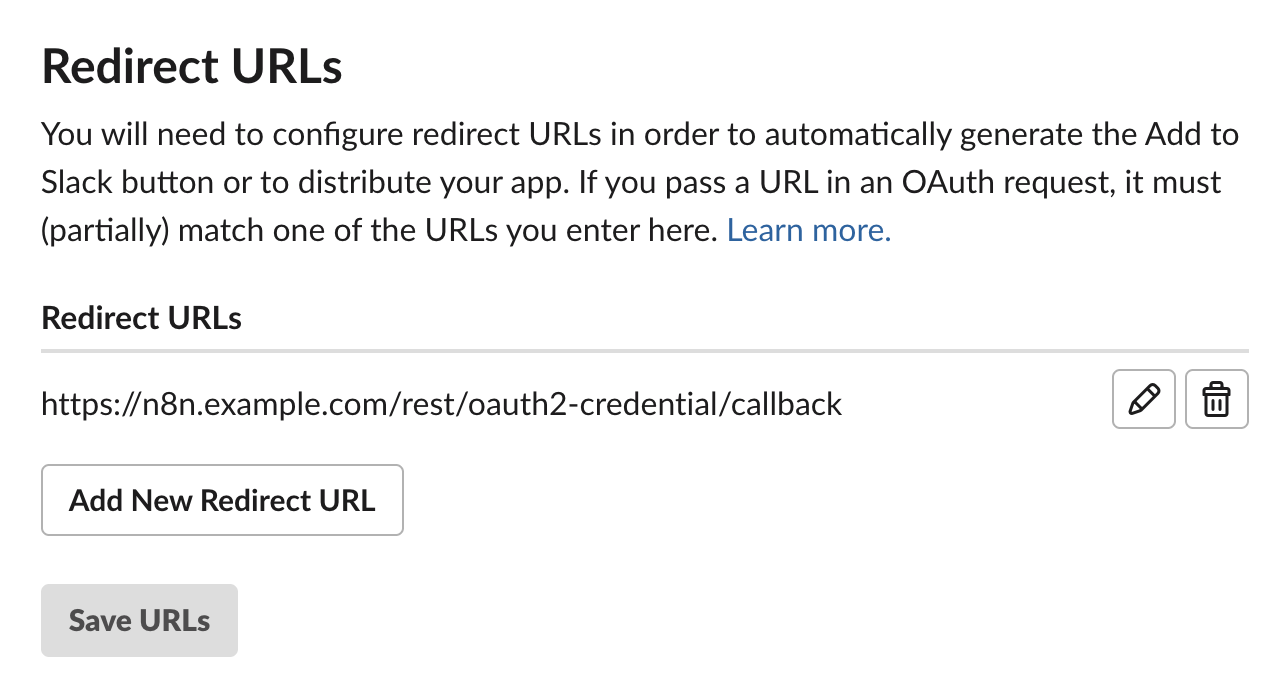 Redirect URLs
You will need to configure redirect URLs in order to automatically generate the Add to
Slack button or to distribute your app. If you pass a URL in an OAuth request, it must
(partially) match one of the URLs you enter here. Learn more.
Redirect URLs
https://n8n.example.com/rest/oauth2-credential/callback
Add New Redirect URL
Save URLs